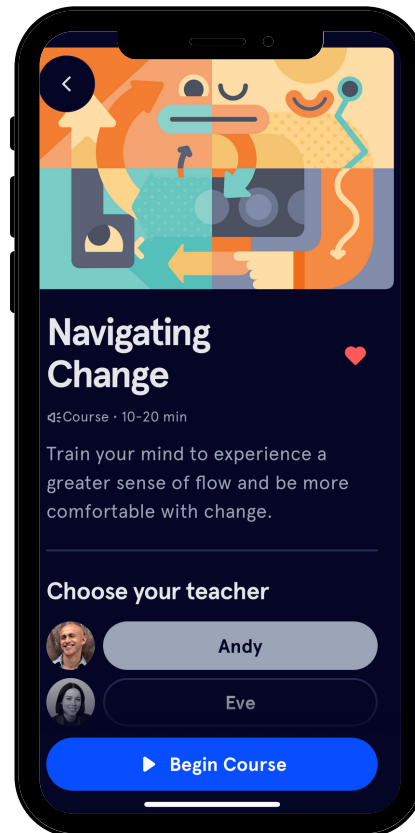 Navigating
Change
Course · 10-20 min
Train your mind to experience a
greater sense of flow and be more
comfortable with change.
Choose your teacher
Andy
Eve
Begin Course